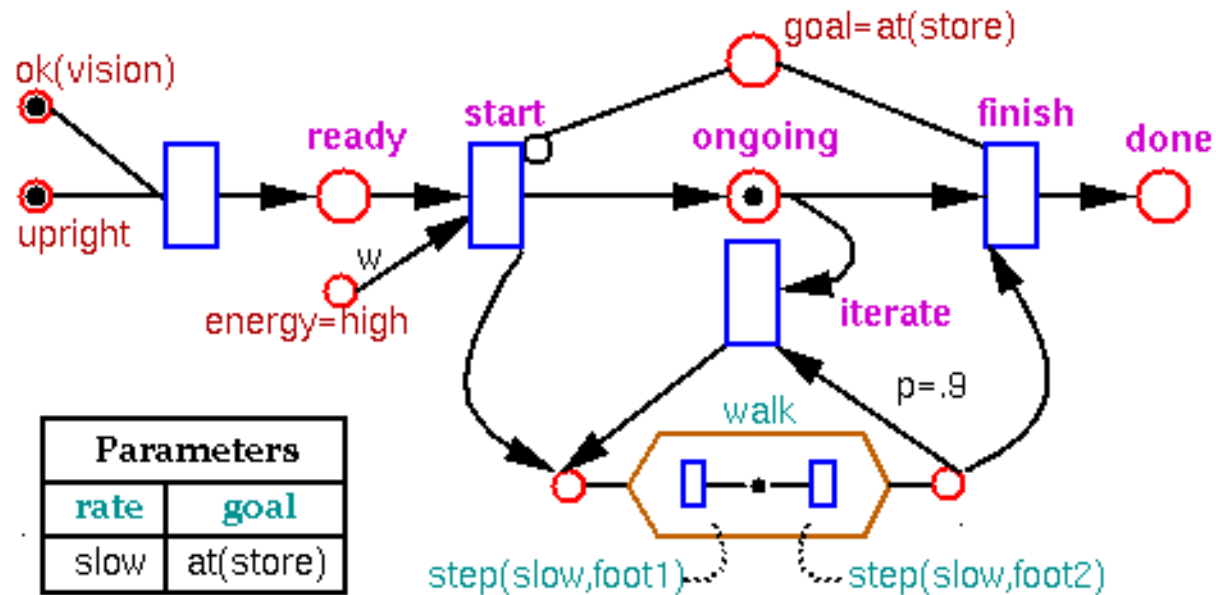 goal=at(store)
ok(vision)
start
finish
ready
ongoing
done
upright
w
energy=high
iterate
p=.9
walk
Parameters
rate goal
slow at(store)
step(slow,foot1)
step(slow,foot2)